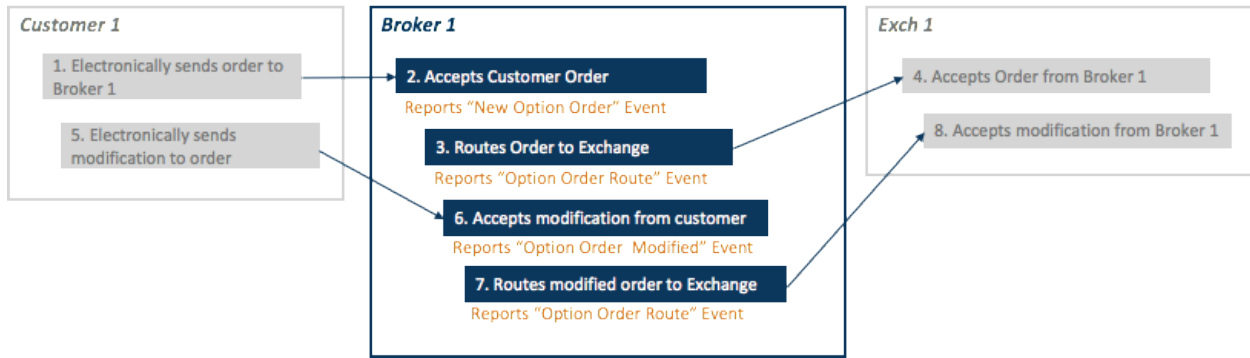 Customer 1
1. Electronically sends order to
Broker 1
5. Electronically sends
modification to order
Broker 1
2. Accepts Customer Order
Reports “New Option Order” Event
3. Routes Order to Exchange
Reports “Option Order Route” Event
6. Accepts modification from customer
Reports “Option Order  Modified” Event
7. Routes modified order to Exchange
Reports “Option Order Route” Event
Exch 1
4. Accepts Order from Broker 1
8. Accepts modification from Broker 1